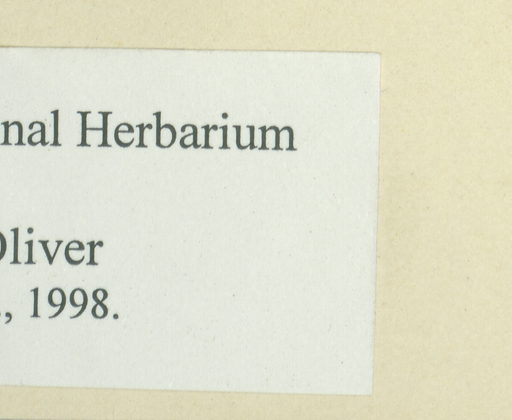 nal Herbarium
Oliver
., 1998.